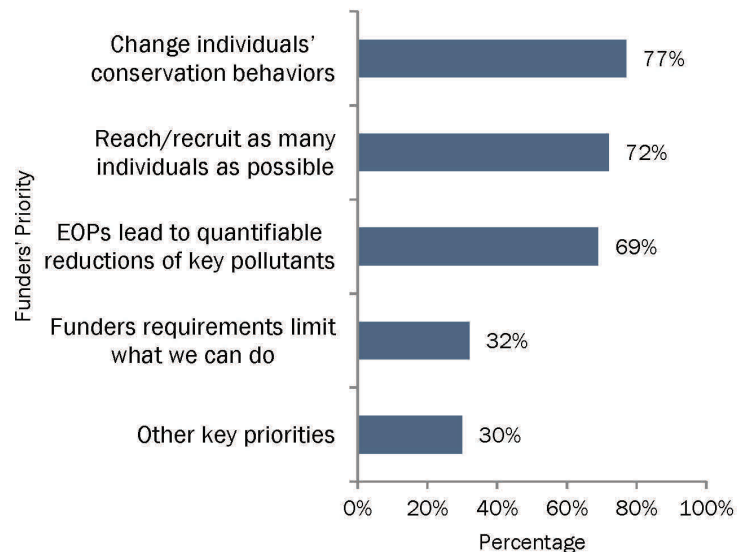 Change individuals’
conservation behaviors
77%
Reach/recruit as many
individuals as possible
72%
EOPs lead to quantifiable
reductions of key pollutants
69%
Funders requirements limit
what we can do
32%
Other key priorities
30%
Funders’ Priority
0% 20% 40% 60% 80% 100%
Percentage